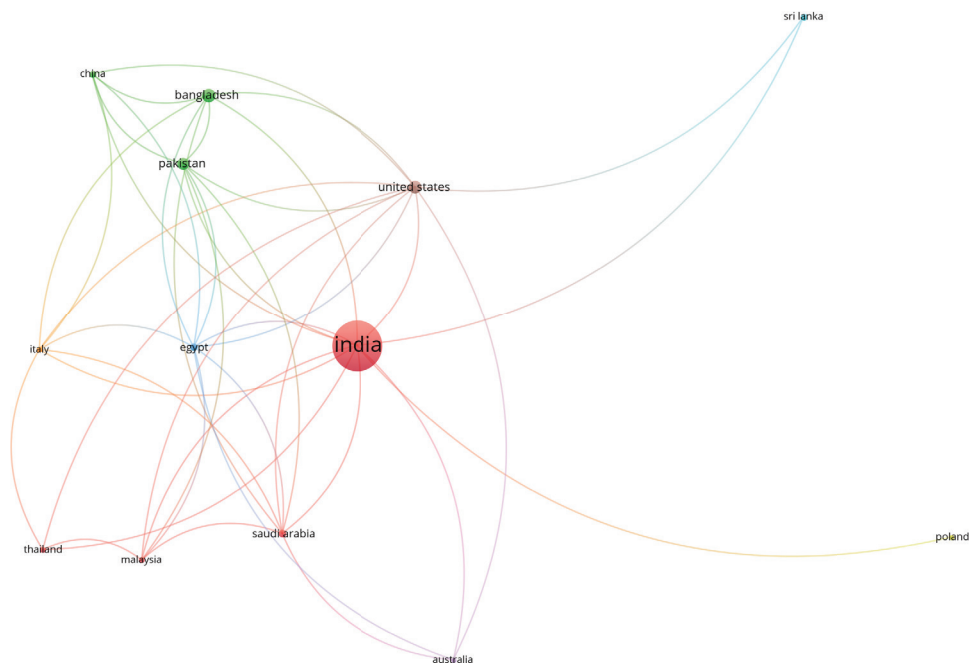 sri lanka
china
bangladesh
pakistan
united states
india
italy
egypt
saudi arabia
poland
thailand
malaysia
australia